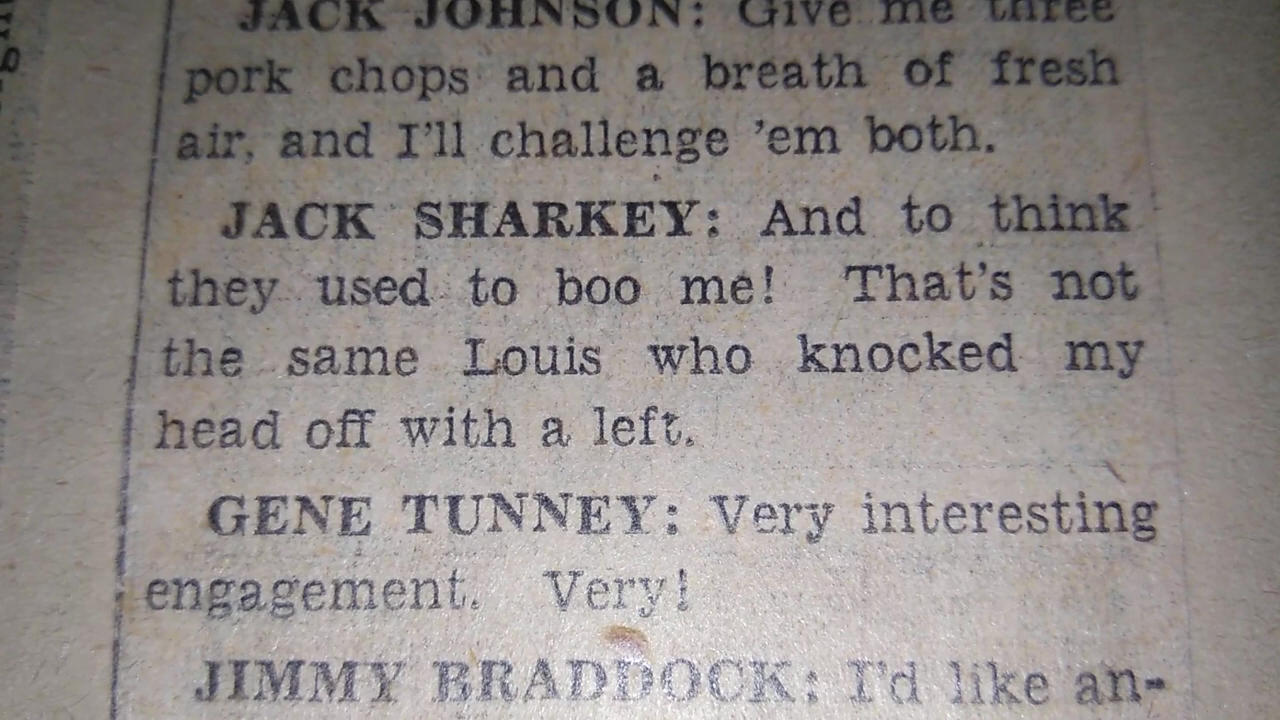 JACK JOHNSON: Give me three
pork chops and a breath of fresh
air, and I'll challenge 'em both.
JACK SHARKEY: And to think
they used to boo me! That's not
the same Louis who knocked my
head off with a left.
GENE TUNNEY: Very interesting
engagement. Very!
JIMMY BRADDOCK: I'd like an-